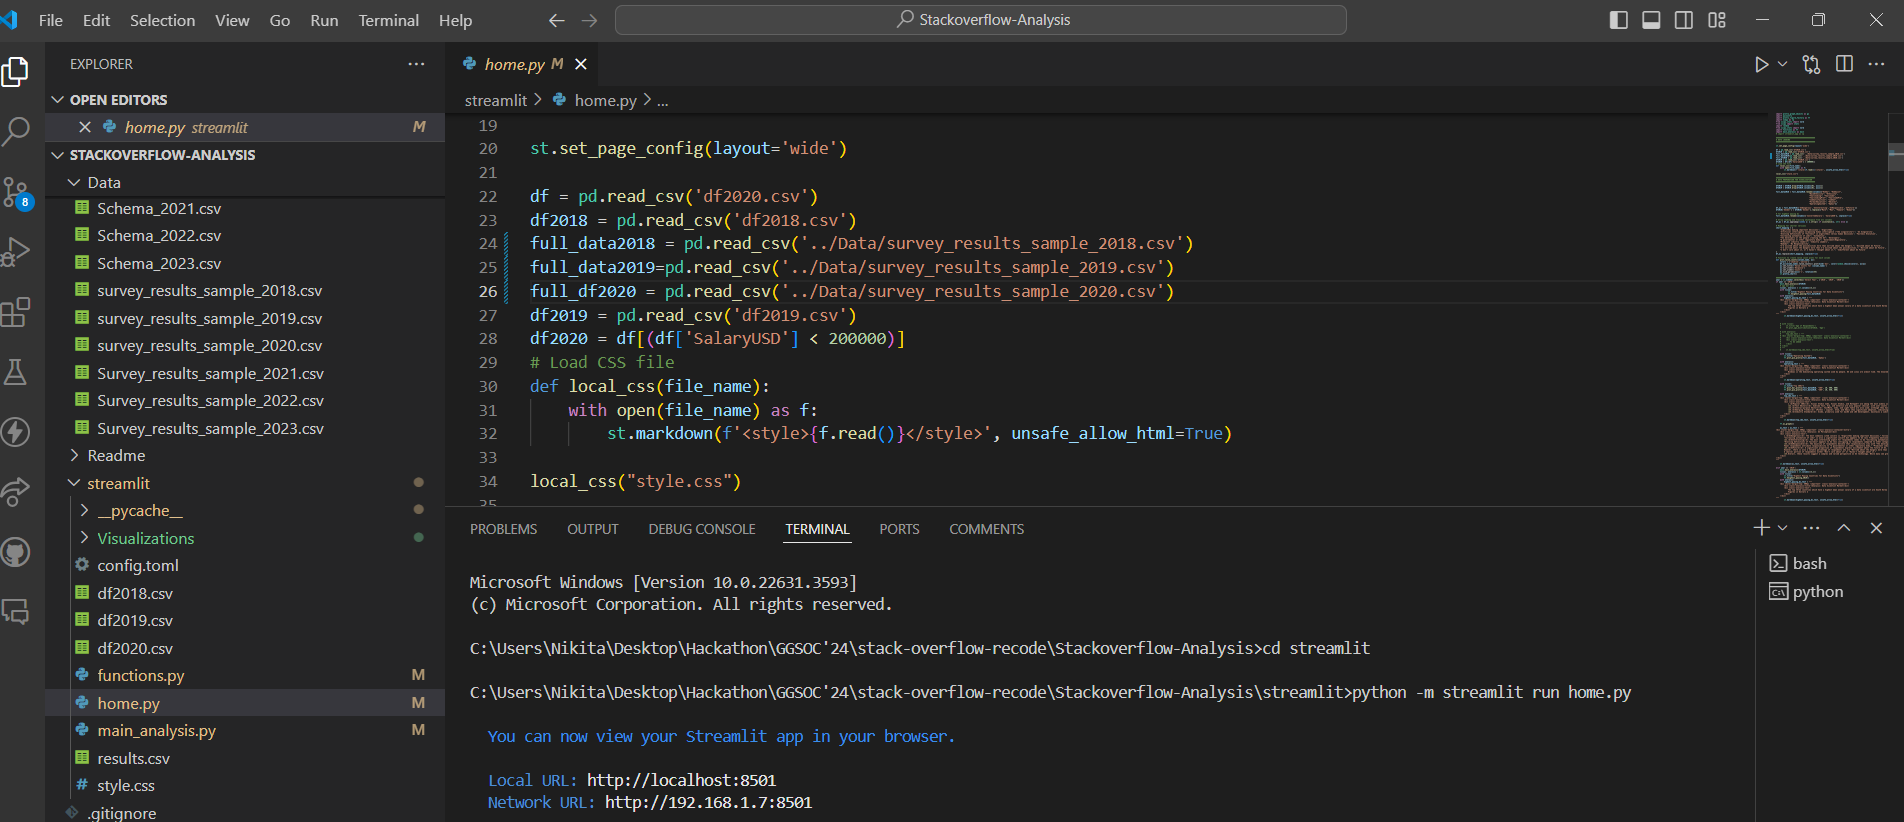 File Edit Selection View Go Run Terminal Help
Stackoverflow-Analysis
EXPLORER
OPEN EDITORS
home.py streamlit M
STACKOVERFLOW-ANALYSIS
Data
Schema_2021.csv
Schema_2022.csv
Schema_2023.csv
survey_results_sample_2018.csv
survey_results_sample_2019.csv
survey_results_sample_2020.csv
Survey_results_sample_2021.csv
Survey_results_sample_2022.csv
Survey_results_sample_2023.csv
Readme
streamlit
__pycache__
Visualizations
config.toml
df2018.csv
df2019.csv
df2020.csv
functions.py M
home.py M
main_analysis.py M
results.csv
style.css
.gitignore
8
home.py M
streamlit > home.py > ...
19
20 st.set_page_config(layout='wide')
21
22 df = pd.read_csv('df2020.csv')
23 df2018 = pd.read_csv('df2018.csv')
24 full_data2018 = pd.read_csv('../Data/survey_results_sample_2018.csv')
25 full_data2019=pd.read_csv('../Data/survey_results_sample_2019.csv')
26 full_df2020 = pd.read_csv('../Data/survey_results_sample_2020.csv')
27 df2019 = pd.read_csv('df2019.csv')
28 df2020 = df[(df['SalaryUSD'] < 200000)]
29 # Load CSS file
30 def local_css(file_name):
31 with open(file_name) as f:
32 st.markdown(f'<style>{f.read()}</style>', unsafe_allow_html=True)
33
34 local_css("style.css")
35
PROBLEMS OUTPUT DEBUG CONSOLE TERMINAL PORTS COMMENTS
Microsoft Windows [Version 10.0.22631.3593]
(c) Microsoft Corporation. All rights reserved.
C:\Users\Nikita\Desktop\Hackathon\GGSOC'24\stack-overflow-recode\Stackoverflow-Analysis>cd streamlit
C:\Users\Nikita\Desktop\Hackathon\GGSOC'24\stack-overflow-recode\Stackoverflow-Analysis\streamlit>python -m streamlit run home.py
You can now view your Streamlit app in your browser.
Local URL: http://localhost:8501
Network URL: http://192.168.1.7:8501
bash
python